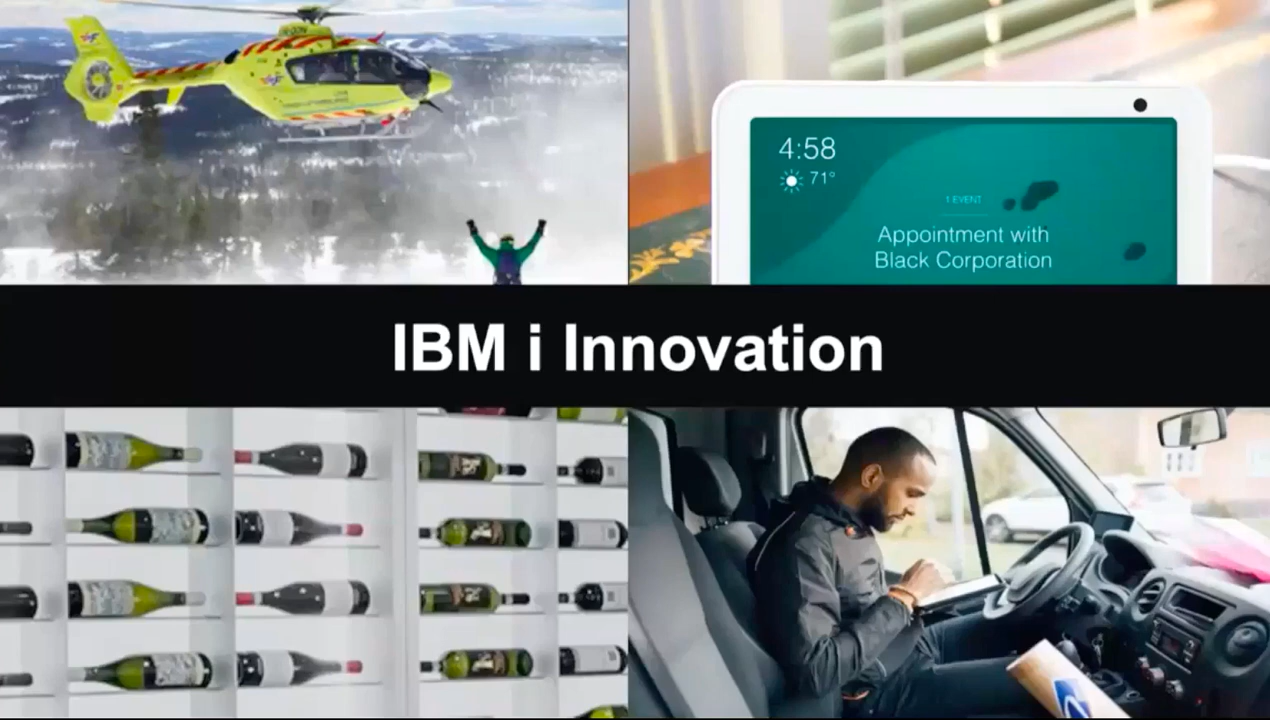 4:58
71°
1 EVENT
Appointment with
Black Corporation
IBM i Innovation